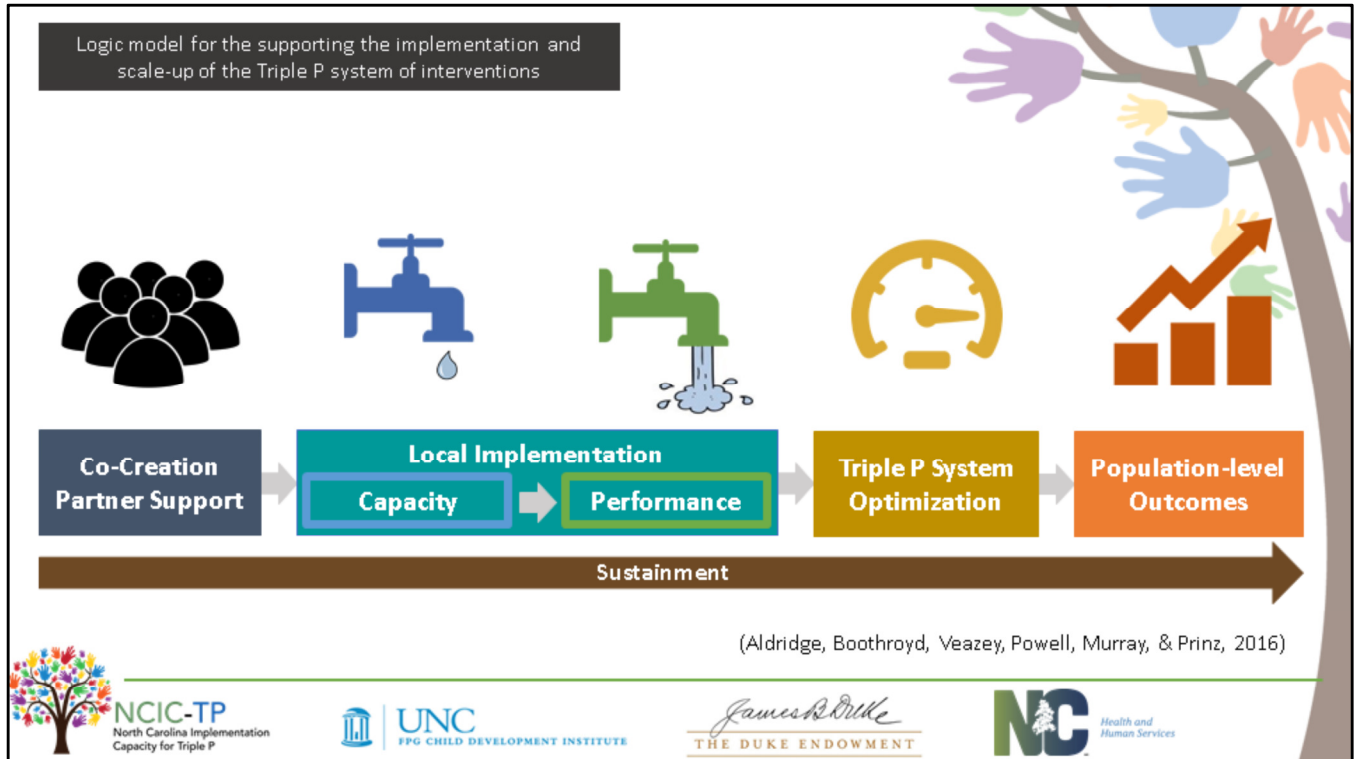 Logic model for the supporting the implementation and
scale-up of the Triple P system of interventions
Co-Creation
Partner Support
Local Implementation
Capacity
Performance
Triple P System
Optimization
Population-level
Outcomes
Sustainment
(Aldridge, Boothroyd, Veazey, Powell, Murray, & Prinz, 2016)
NCIC-TP
North Carolina Implementation
Capacity for Triple P
UNC
FPG CHILD DEVELOPMENT INSTITUTE
James B Duke
THE DUKE ENDOWMENT
NC
Health and
Human Services